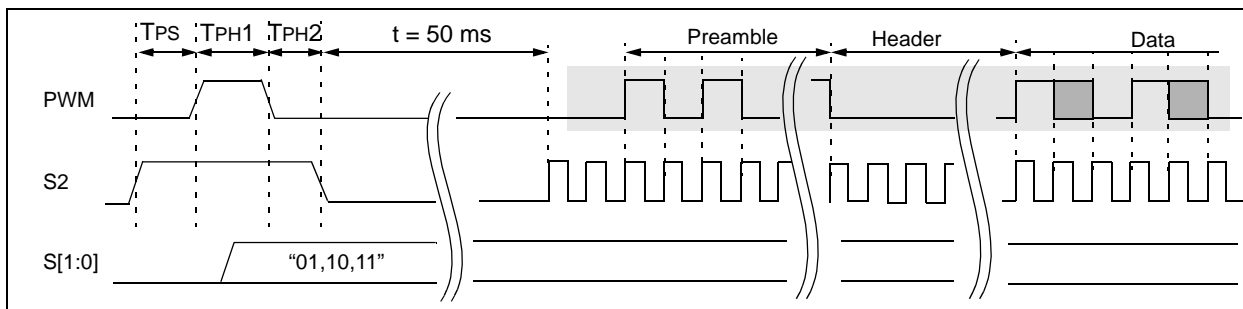 TPS TPH1 TPH2 t = 50 ms Preamble Header Data
PWM
S2
S[1:0] “01,10,11”